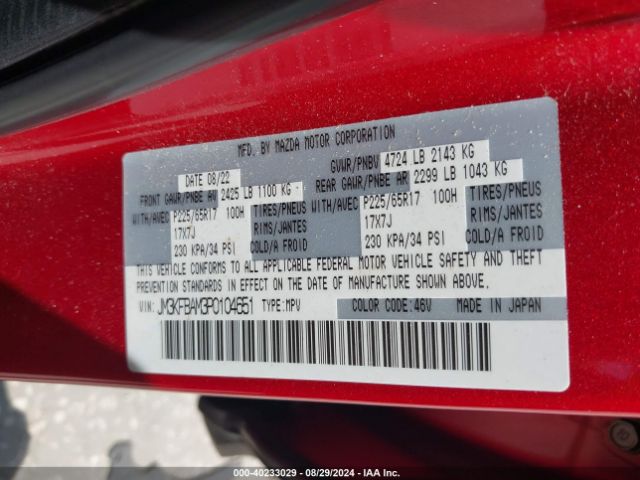 MFD. BY MAZDA MOTOR CORPORATION
DATE 08/22 GVWR/PNBV 4724 LB 2143 KG
FRONT GAWR/PNBE AV 2425 LB 1100 KG REAR GAWR/PNBE AR 2299 LB 1043 KG
WITH/AVEC P225/65R17 100H TIRES/PNEUS WITH/AVEC P225/65R17 100H TIRES/PNEUS
17X7J RIMS/JANTES 17X7J RIMS/JANTES
230 KPA/34 PSI COLD/A FROID 230 KPA/34 PSI COLD/A FROID
THIS VEHICLE CONFORMS TO ALL APPLICABLE FEDERAL MOTOR VEHICLE SAFETY AND THEFT
PREVENTION STANDARDS IN EFFECT ON THE DATE OF MANUFACTURE SHOWN ABOVE.
VIN: JM3KFBAM3P0104651 TYPE: MPV COLOR CODE: 46V MADE IN JAPAN
000-40233029 - 08/29/2024 - IAA Inc.